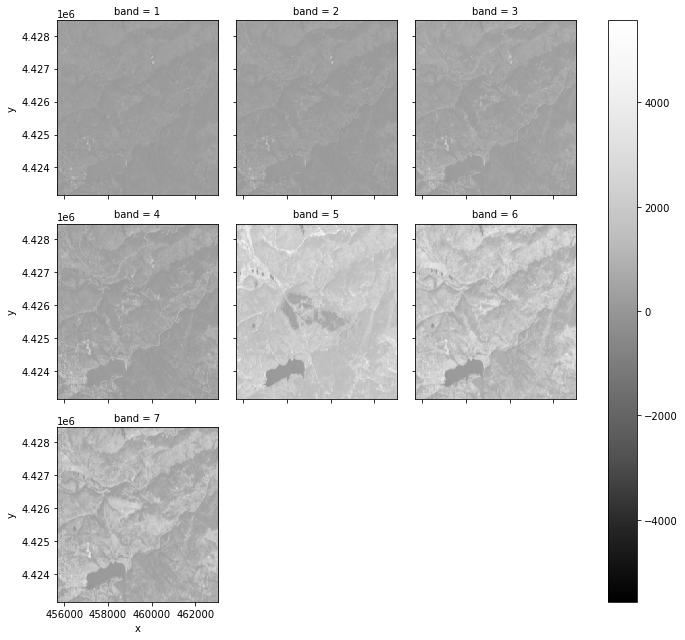 band = 1
band = 2
band = 3
1e6
4.428
4.427
4.426
4.425
4.424
y
4000
2000
0
−2000
−4000
band = 4
band = 5
band = 6
1e6
4.428
4.427
4.426
4.425
4.424
y
band = 7
1e6
4.428
4.427
4.426
4.425
4.424
y
456000 458000 460000 462000
x